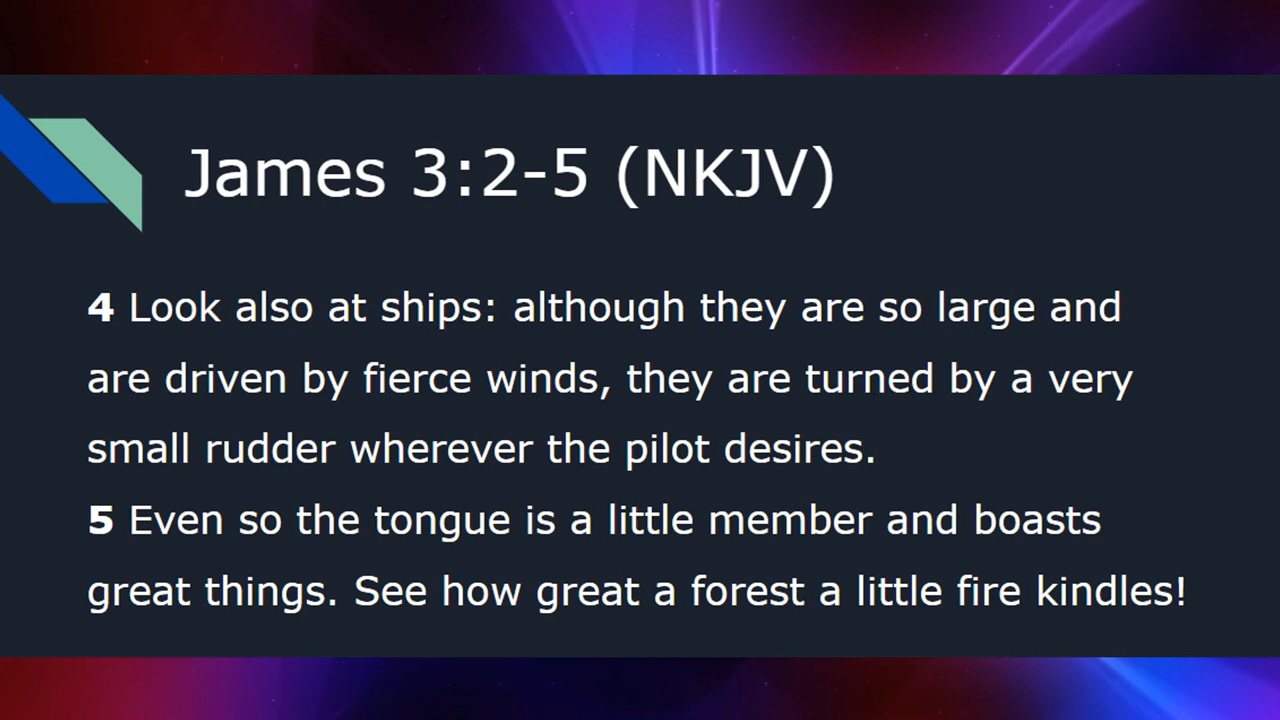 James 3:2-5 (NKJV)
4 Look also at ships: although they are so large and
are driven by fierce winds, they are turned by a very
small rudder wherever the pilot desires.
5 Even so the tongue is a little member and boasts
great things. See how great a forest a little fire kindles!